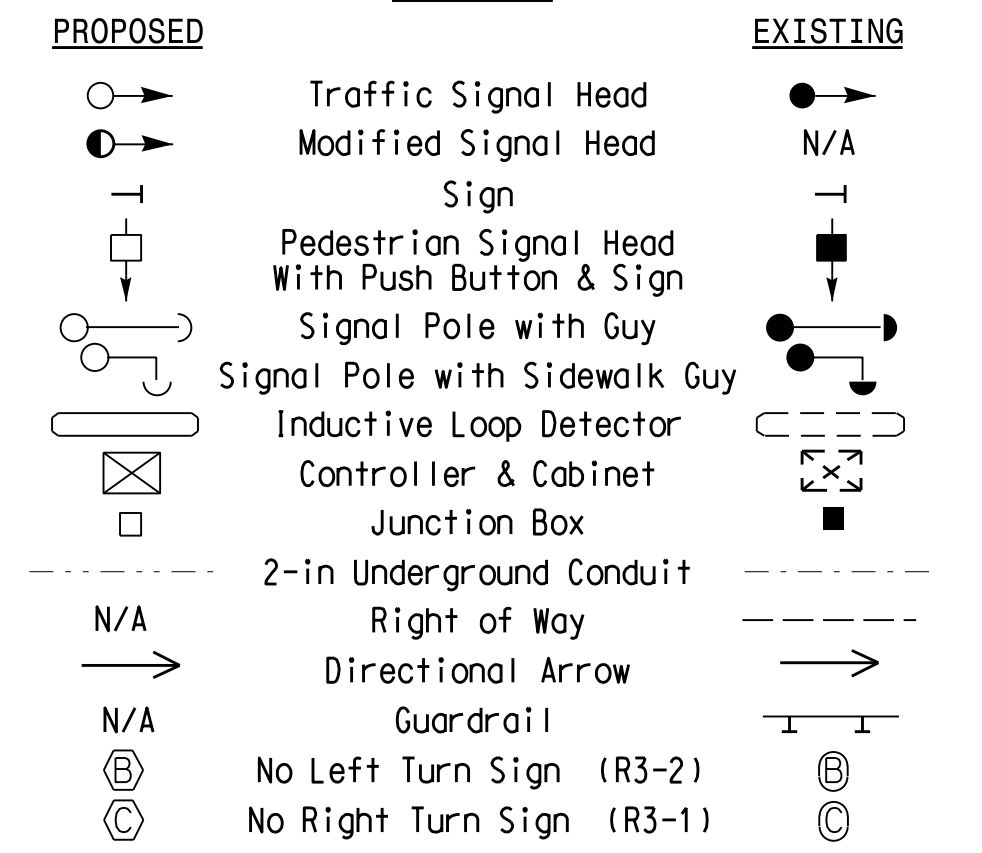 PROPOSED EXISTING
Traffic Signal Head
Modified Signal Head N/A
Sign
Pedestrian Signal Head
With Push Button & Sign
Signal Pole with Guy
Signal Pole with Sidewalk Guy
Inductive Loop Detector
Controller & Cabinet
Junction Box
2-in Underground Conduit
N/A Right of Way
Directional Arrow
N/A Guardrail
B No Left Turn Sign (R3-2) B
C No Right Turn Sign (R3-1) C